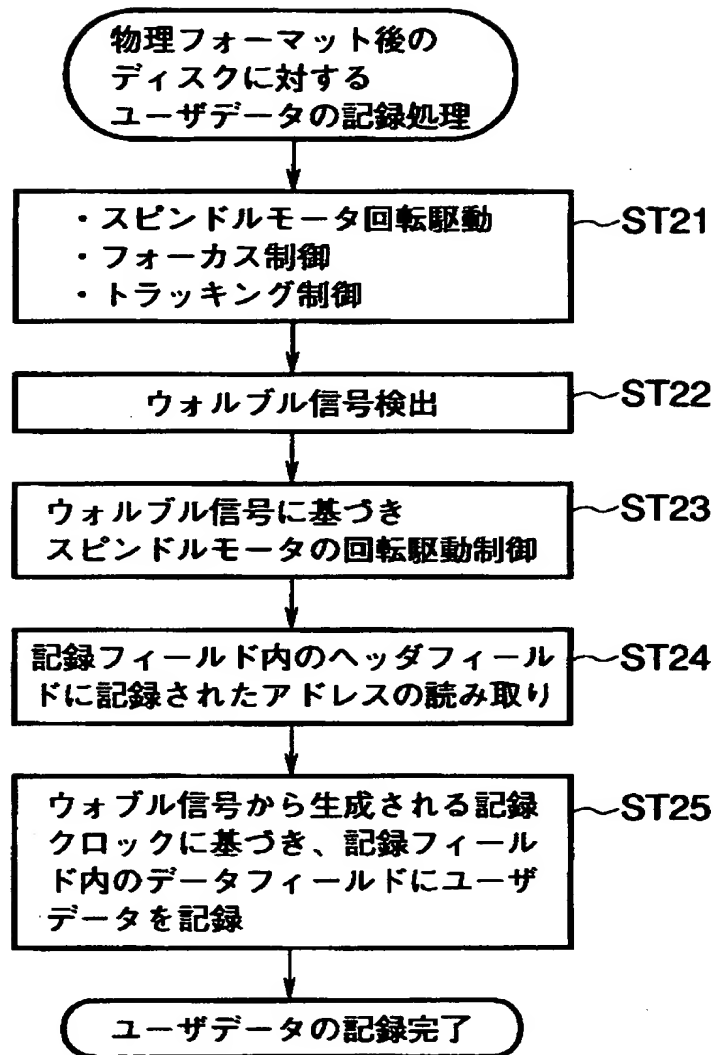 物理フォーマット後の
ディスクに対する
ユーザデータの記録処理
・スピンドルモータ回転駆動
・フォーカス制御
・トラッキング制御
ST21
ウォルブル信号検出
ST22
ウォルブル信号に基づき
スピンドルモータの回転駆動制御
ST23
記録フィールド内のヘッダフィール
ドに記録されたアドレスの読み取り
ST24
ウォブル信号から生成される記録
クロックに基づき、記録フィール
ド内のデータフィールドにユーザ
データを記録
ST25
ユーザデータの記録完了